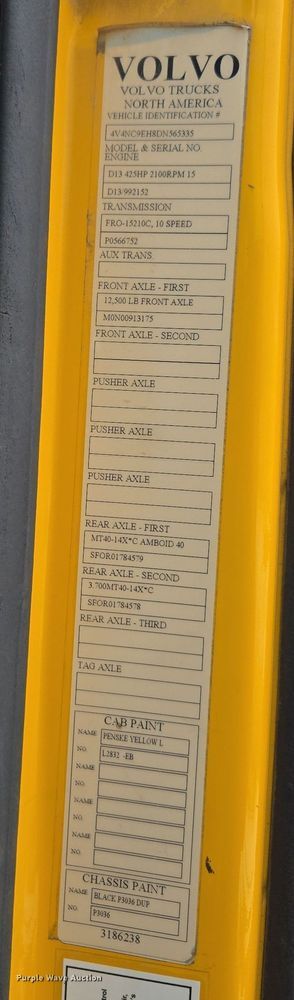 VOLVO
VOLVO TRUCKS
NORTH AMERICA
VEHICLE IDENTIFICATION #
4V4NC9EH8DN565335
MODEL & SERIAL NO.
ENGINE
D13 425HP 2100RPM 15
D13/992152
TRANSMISSION
FRO-15210C, 10 SPEED
P0566752
AUX TRANS.
FRONT AXLE - FIRST
12,500 LB FRONT AXLE
M0N00913175
FRONT AXLE - SECOND
PUSHER AXLE
PUSHER AXLE
PUSHER AXLE
REAR AXLE - FIRST
MT40-14X*C AMBOID 40
SFOR01784579
REAR AXLE - SECOND
3.700MT40-14X*C
SFOR01784578
REAR AXLE - THIRD
TAG AXLE
CAB PAINT
NAME PENSKE YELLOW L
NO. L2832 -EB
NAME
NO.
NAME
NO.
NAME
NO.
CHASSIS PAINT
NAME BLACK P3036 DUP
NO. P3036
3186238
Purple Wave Auction